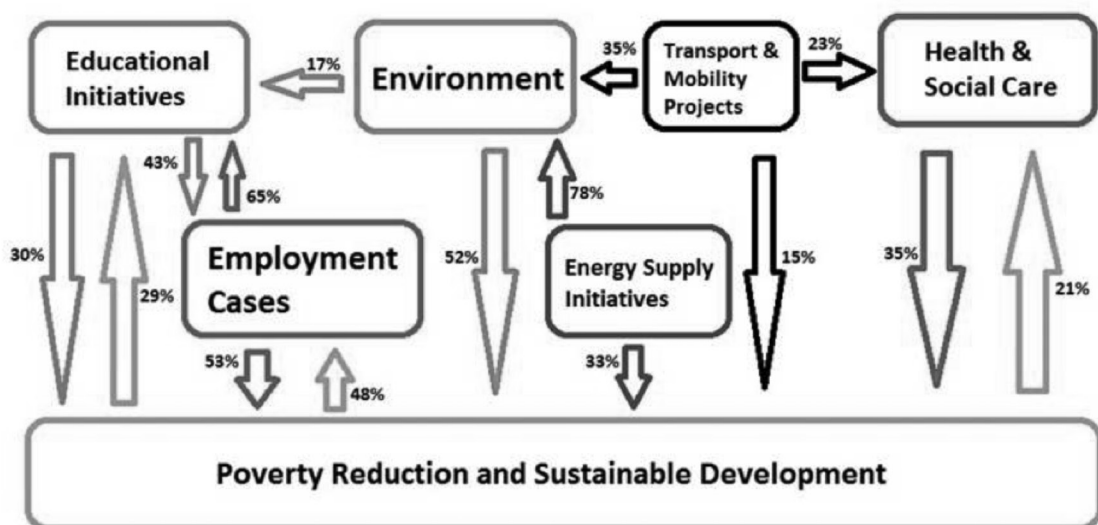 Educational
Initiatives
17%
Environment
35%
Transport &
Mobility
Projects
23%
Health &
Social Care
43%
65%
78%
30%
29%
Employment
Cases
52%
Energy Supply
Initiatives
15%
35%
21%
53%
48%
33%
Poverty Reduction and Sustainable Development